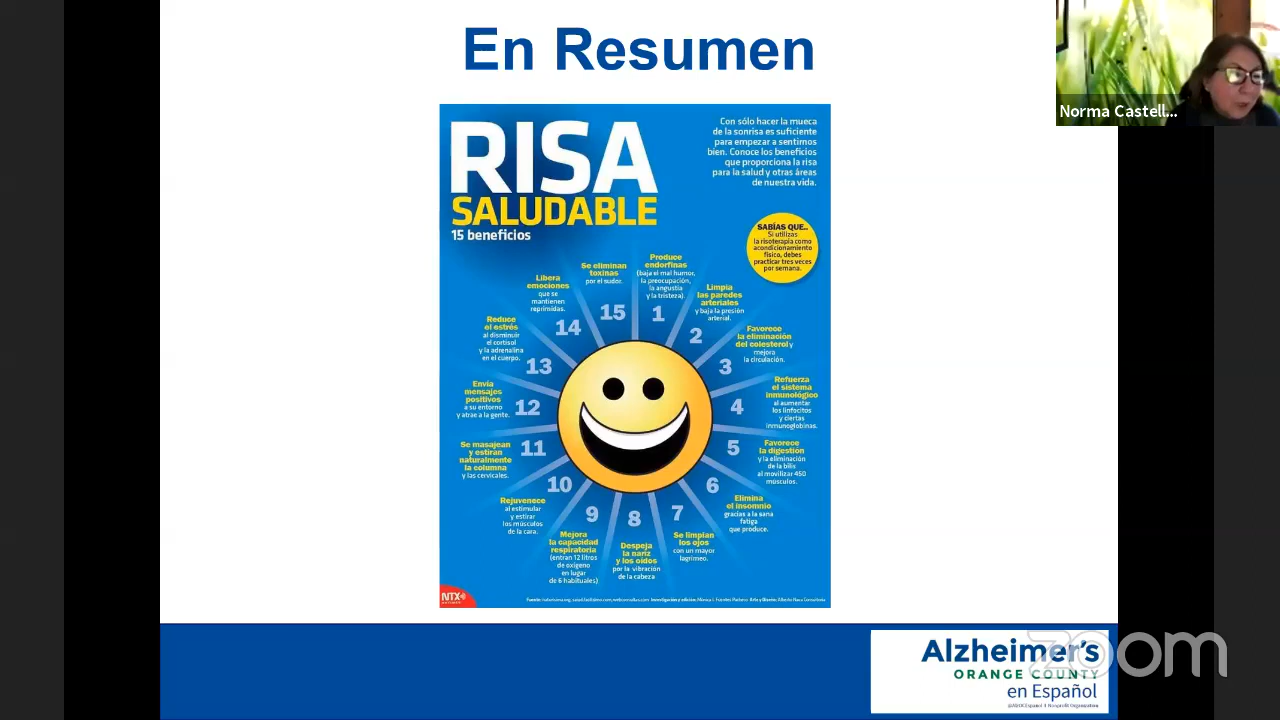 En Resumen
Norma Castell...
RISA
SALUDABLE
15 beneficios
Con sólo hacer la mueca
de la sonrisa es suficiente
para empezar a sentirnos
bien. Conoce los beneficios
que proporciona la risa
para la salud y otras áreas
de nuestra vida.
SABÍAS QUE..
Si utilizas
la risoterapia como
acondicionamiento
físico, debes
practicar tres veces
por semana.
1
Produce
endorfinas
(baja el mal humor,
la preocupación,
la angustia
y la tristeza).
2
Limpia
las paredes
arteriales
y baja la presión
arterial.
3
Favorece
la eliminación
del colesterol y
mejora
la circulación.
4
Refuerza
el sistema
inmunológico
al aumentar
los linfocitos
y ciertas
inmunoglobinas.
5
Favorece
la digestión
y la eliminación
de la bilis
al movilizar 450
músculos.
6
Elimina
el insomnio
gracias a la sana
fatiga
que produce.
7
Se limpian
los ojos
con un mayor
lagrimeo.
8
Despeja
la nariz
y los oídos
por la vibración
de la cabeza
9
Mejora
la capacidad
respiratoria
(entran 12 litros
de oxígeno
en lugar
de 6 habituales)
10
Rejuvenece
al estimular
y estirar
los músculos
de la cara.
11
Se masajean
y estiran
naturalmente
la columna
y las cervicales.
12
Envía
mensajes
positivos
a su entorno
y atrae a la gente.
13
Reduce
el estrés
al disminuir
el cortisol
y la adrenalina
en el cuerpo.
14
Libera
emociones
que se
mantienen
reprimidas.
15
Se eliminan
toxinas
por el sudor.
NTX
Alzheimer's
ORANGE COUNTY
en Español
zoom